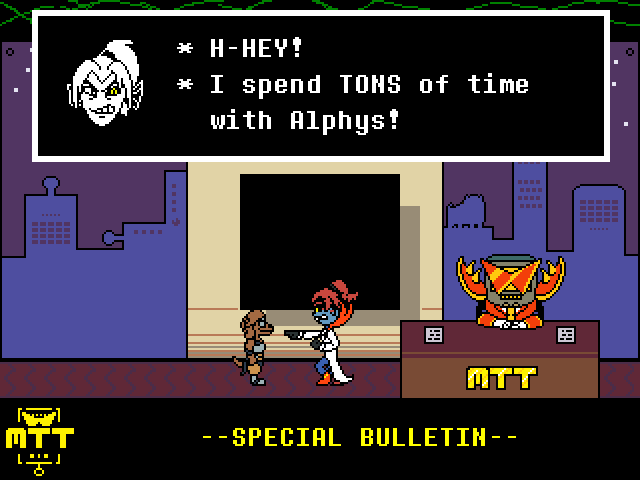 * H-HEY!
* I spend TONS of time
with Alphys!
MTT
MTT
--SPECIAL BULLETIN--